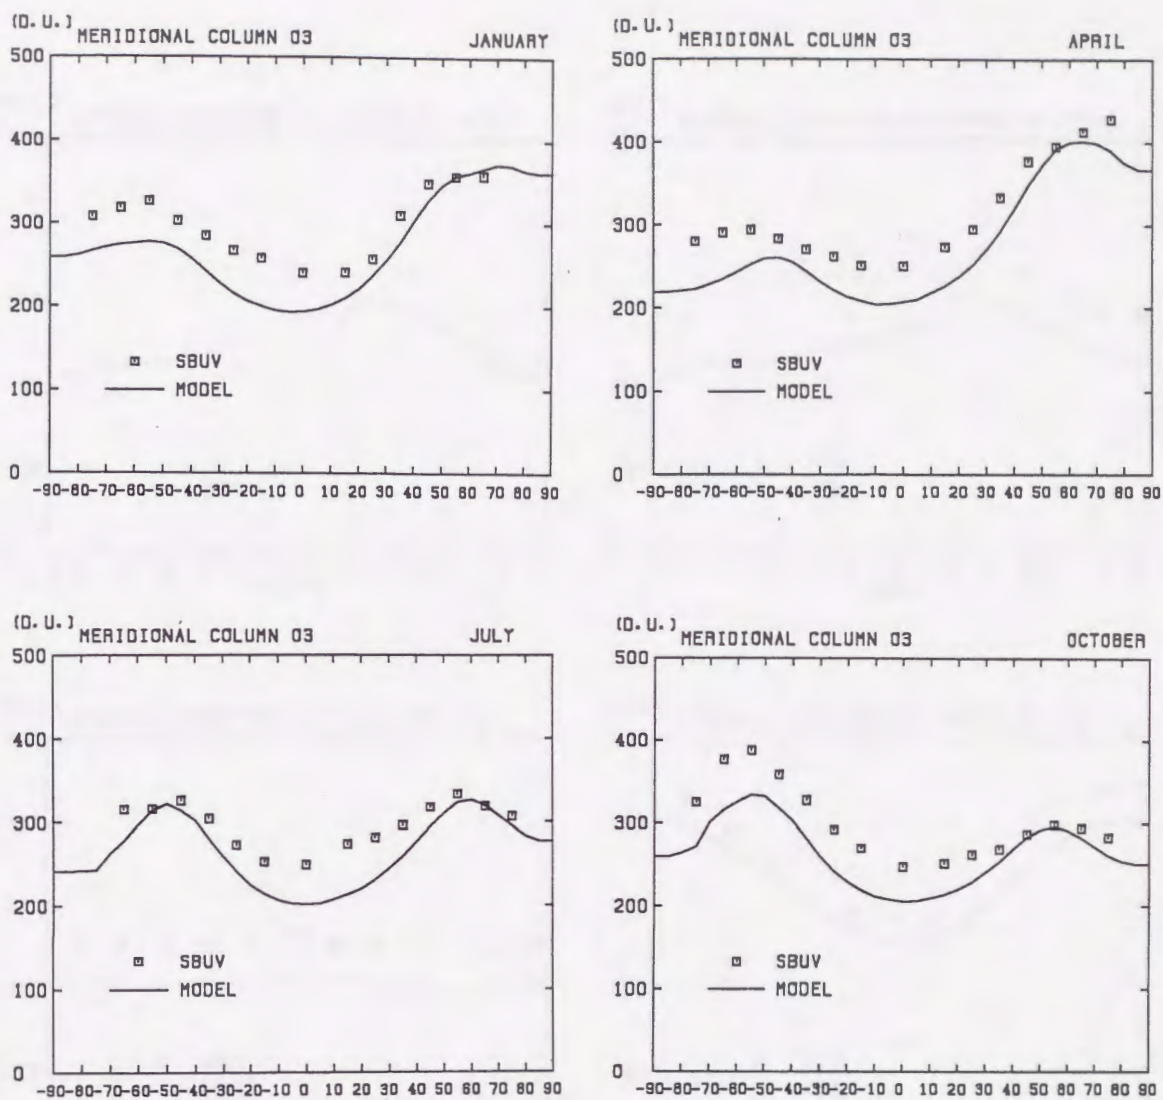 (D. U.)
MERIDIONAL COLUMN O3 JANUARY
500
400
300
200
100
0
SBUV
MODEL
-90-80-70-60-50-40-30-20-10 0 10 20 30 40 50 60 70 80 90
(D. U.)
MERIDIONAL COLUMN O3 APRIL
500
400
300
200
100
0
SBUV
MODEL
-90-80-70-60-50-40-30-20-10 0 10 20 30 40 50 60 70 80 90
(D. U.)
MERIDIONAL COLUMN O3 JULY
500
400
300
200
100
0
SBUV
MODEL
-90-80-70-60-50-40-30-20-10 0 10 20 30 40 50 60 70 80 90
(D. U.)
MERIDIONAL COLUMN O3 OCTOBER
500
400
300
200
100
0
SBUV
MODEL
-90-80-70-60-50-40-30-20-10 0 10 20 30 40 50 60 70 80 90